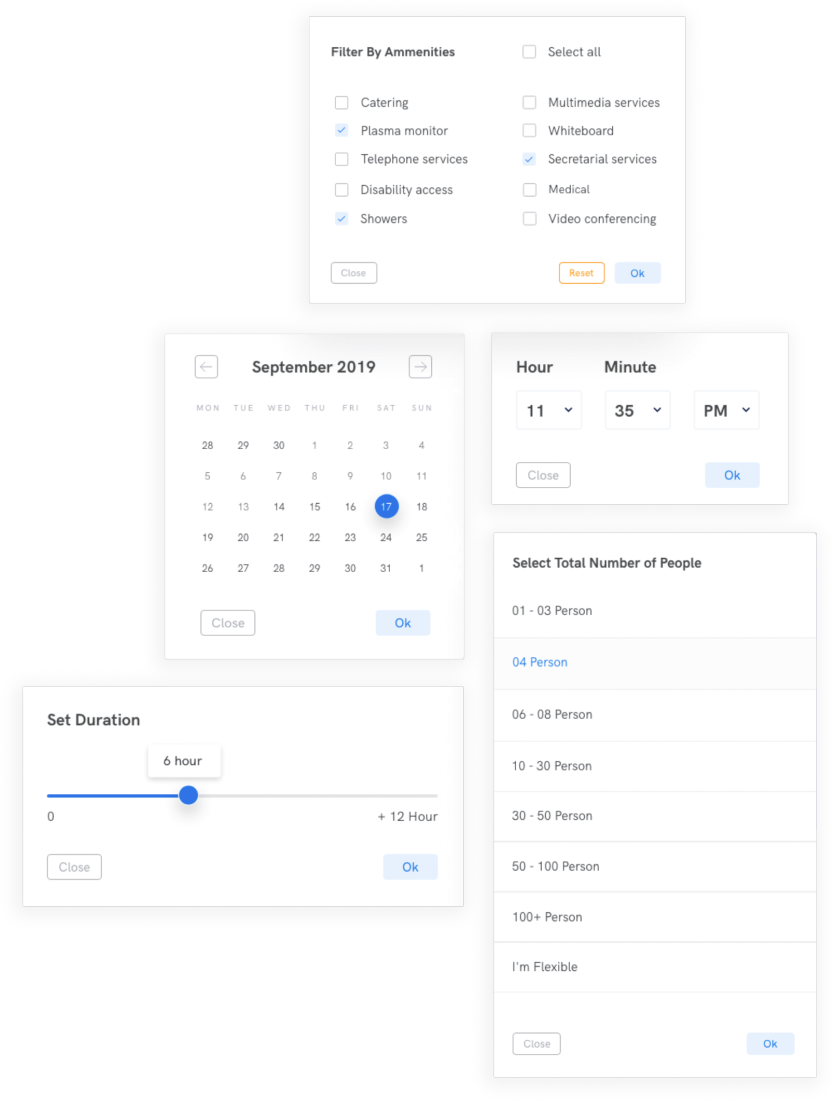 Filter By Ammenities
Select all
Catering
Multimedia services
Plasma monitor
Whiteboard
Telephone services
Secretarial services
Disability access
Medical
Showers
Video conferencing
Close
Reset
Ok
September 2019
MON TUE WED THU FRI SAT SUN
28 29 30 1 2 3 4
5 6 7 8 9 10 11
12 13 14 15 16 17 18
19 20 21 22 23 24 25
26 27 28 29 30 31 1
Close
Ok
Hour
Minute
11
35
PM
Close
Ok
Set Duration
6 hour
0
+ 12 Hour
Close
Ok
Select Total Number of People
01 - 03 Person
04 Person
06 - 08 Person
10 - 30 Person
30 - 50 Person
50 - 100 Person
100+ Person
I'm Flexible
Close
Ok